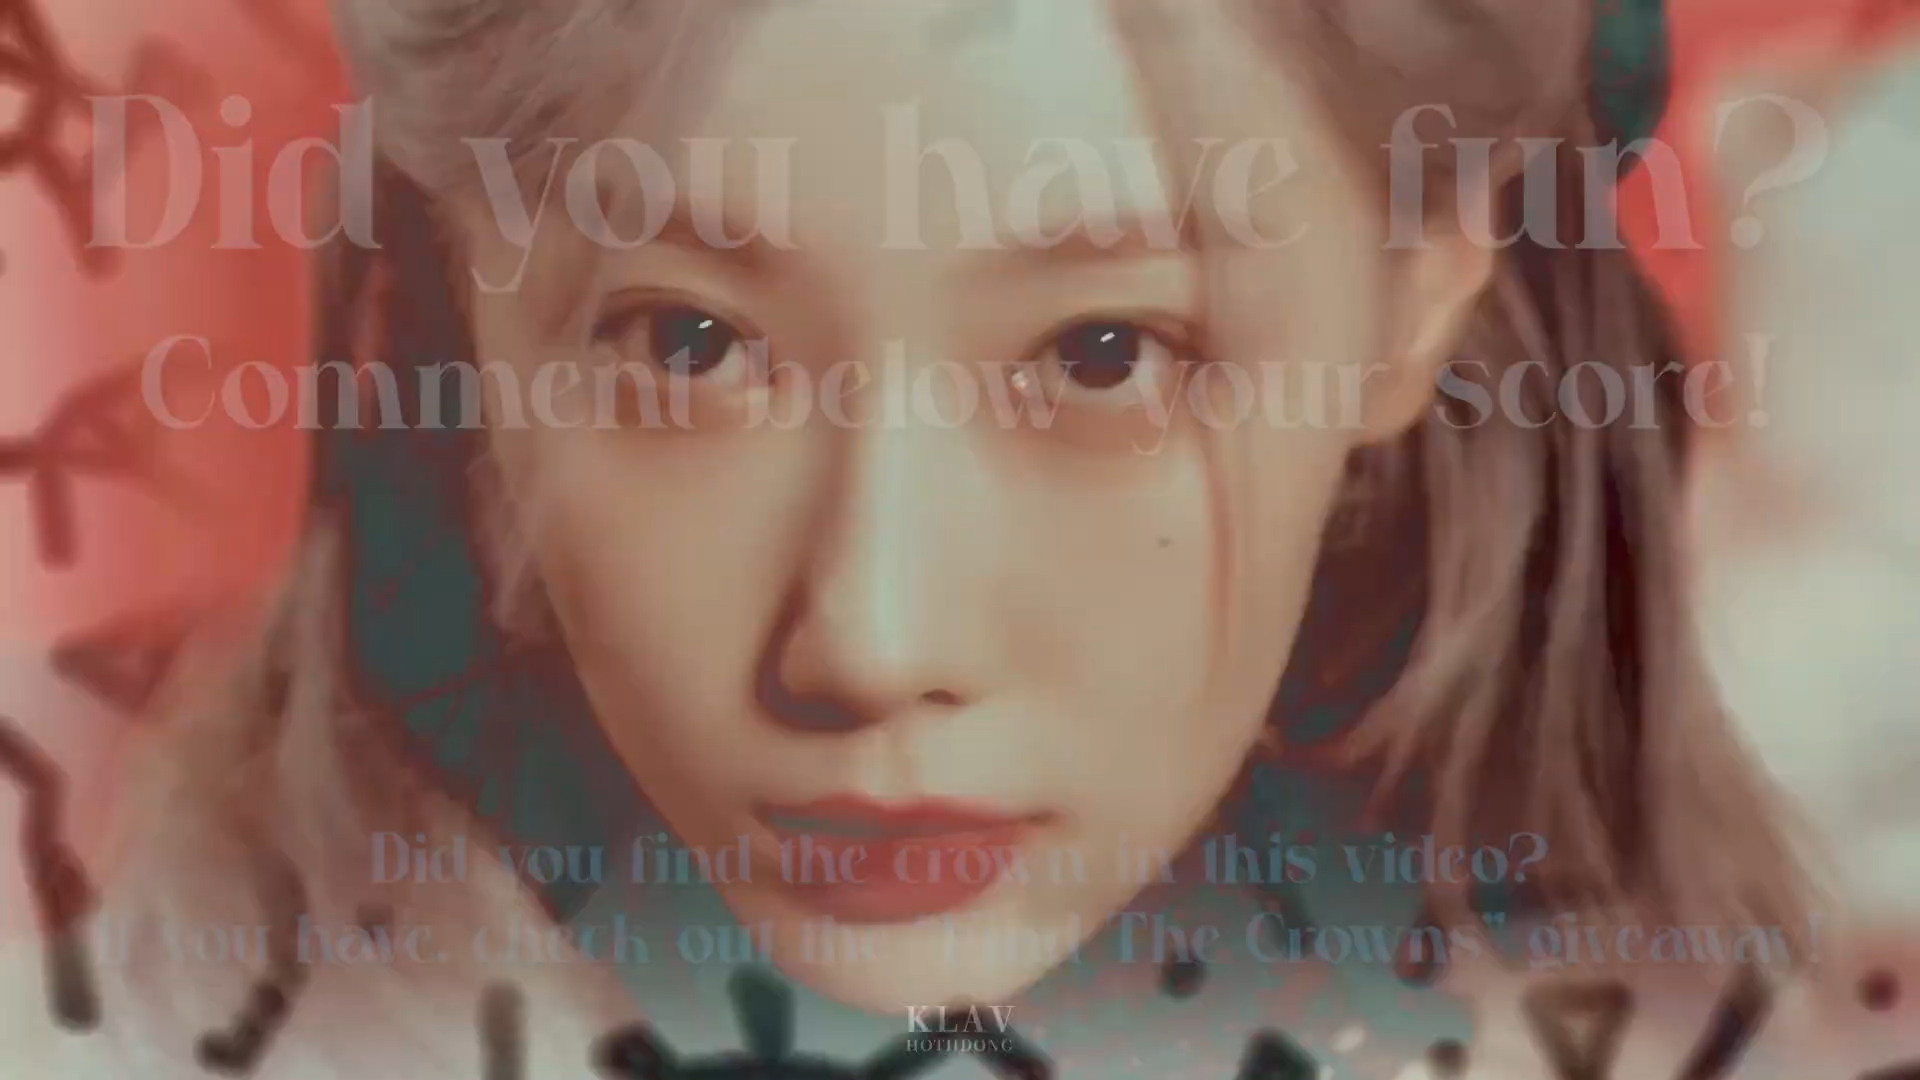 Did you have fun?
Comment below your score!
Did you find the crown in this video?
If you have, check out the "Find The Crowns" giveaway!
KLAV
HOTHDONG